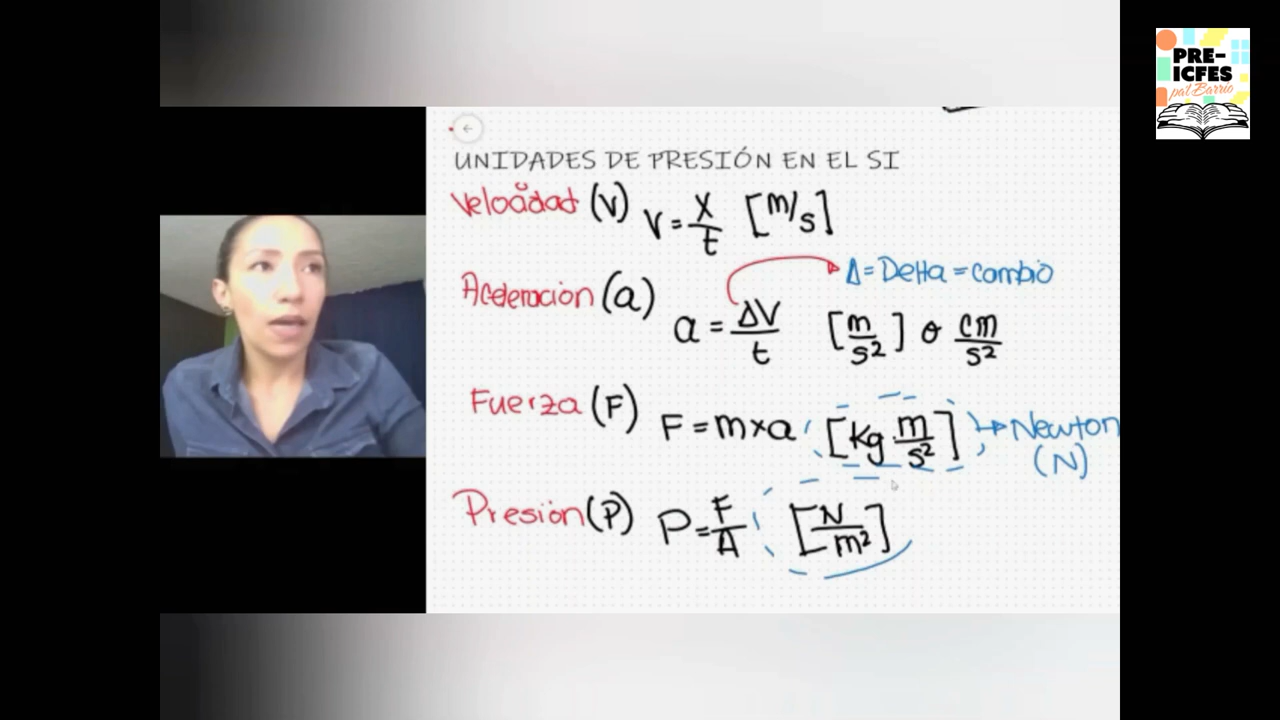 PRE-
ICFES
pal Barrio
UNIDADES DE PRESIÓN EN EL SI
Velocidad (V) V = x/t [m/s]
Δ = Delta = cambio
Aceleración (a) a = ΔV/t [m/s²] o cm/s²
Fuerza (F) F = m x a [Kg m/s²] → Newton
(N)
Presión (P) P = F/A [N/m²]